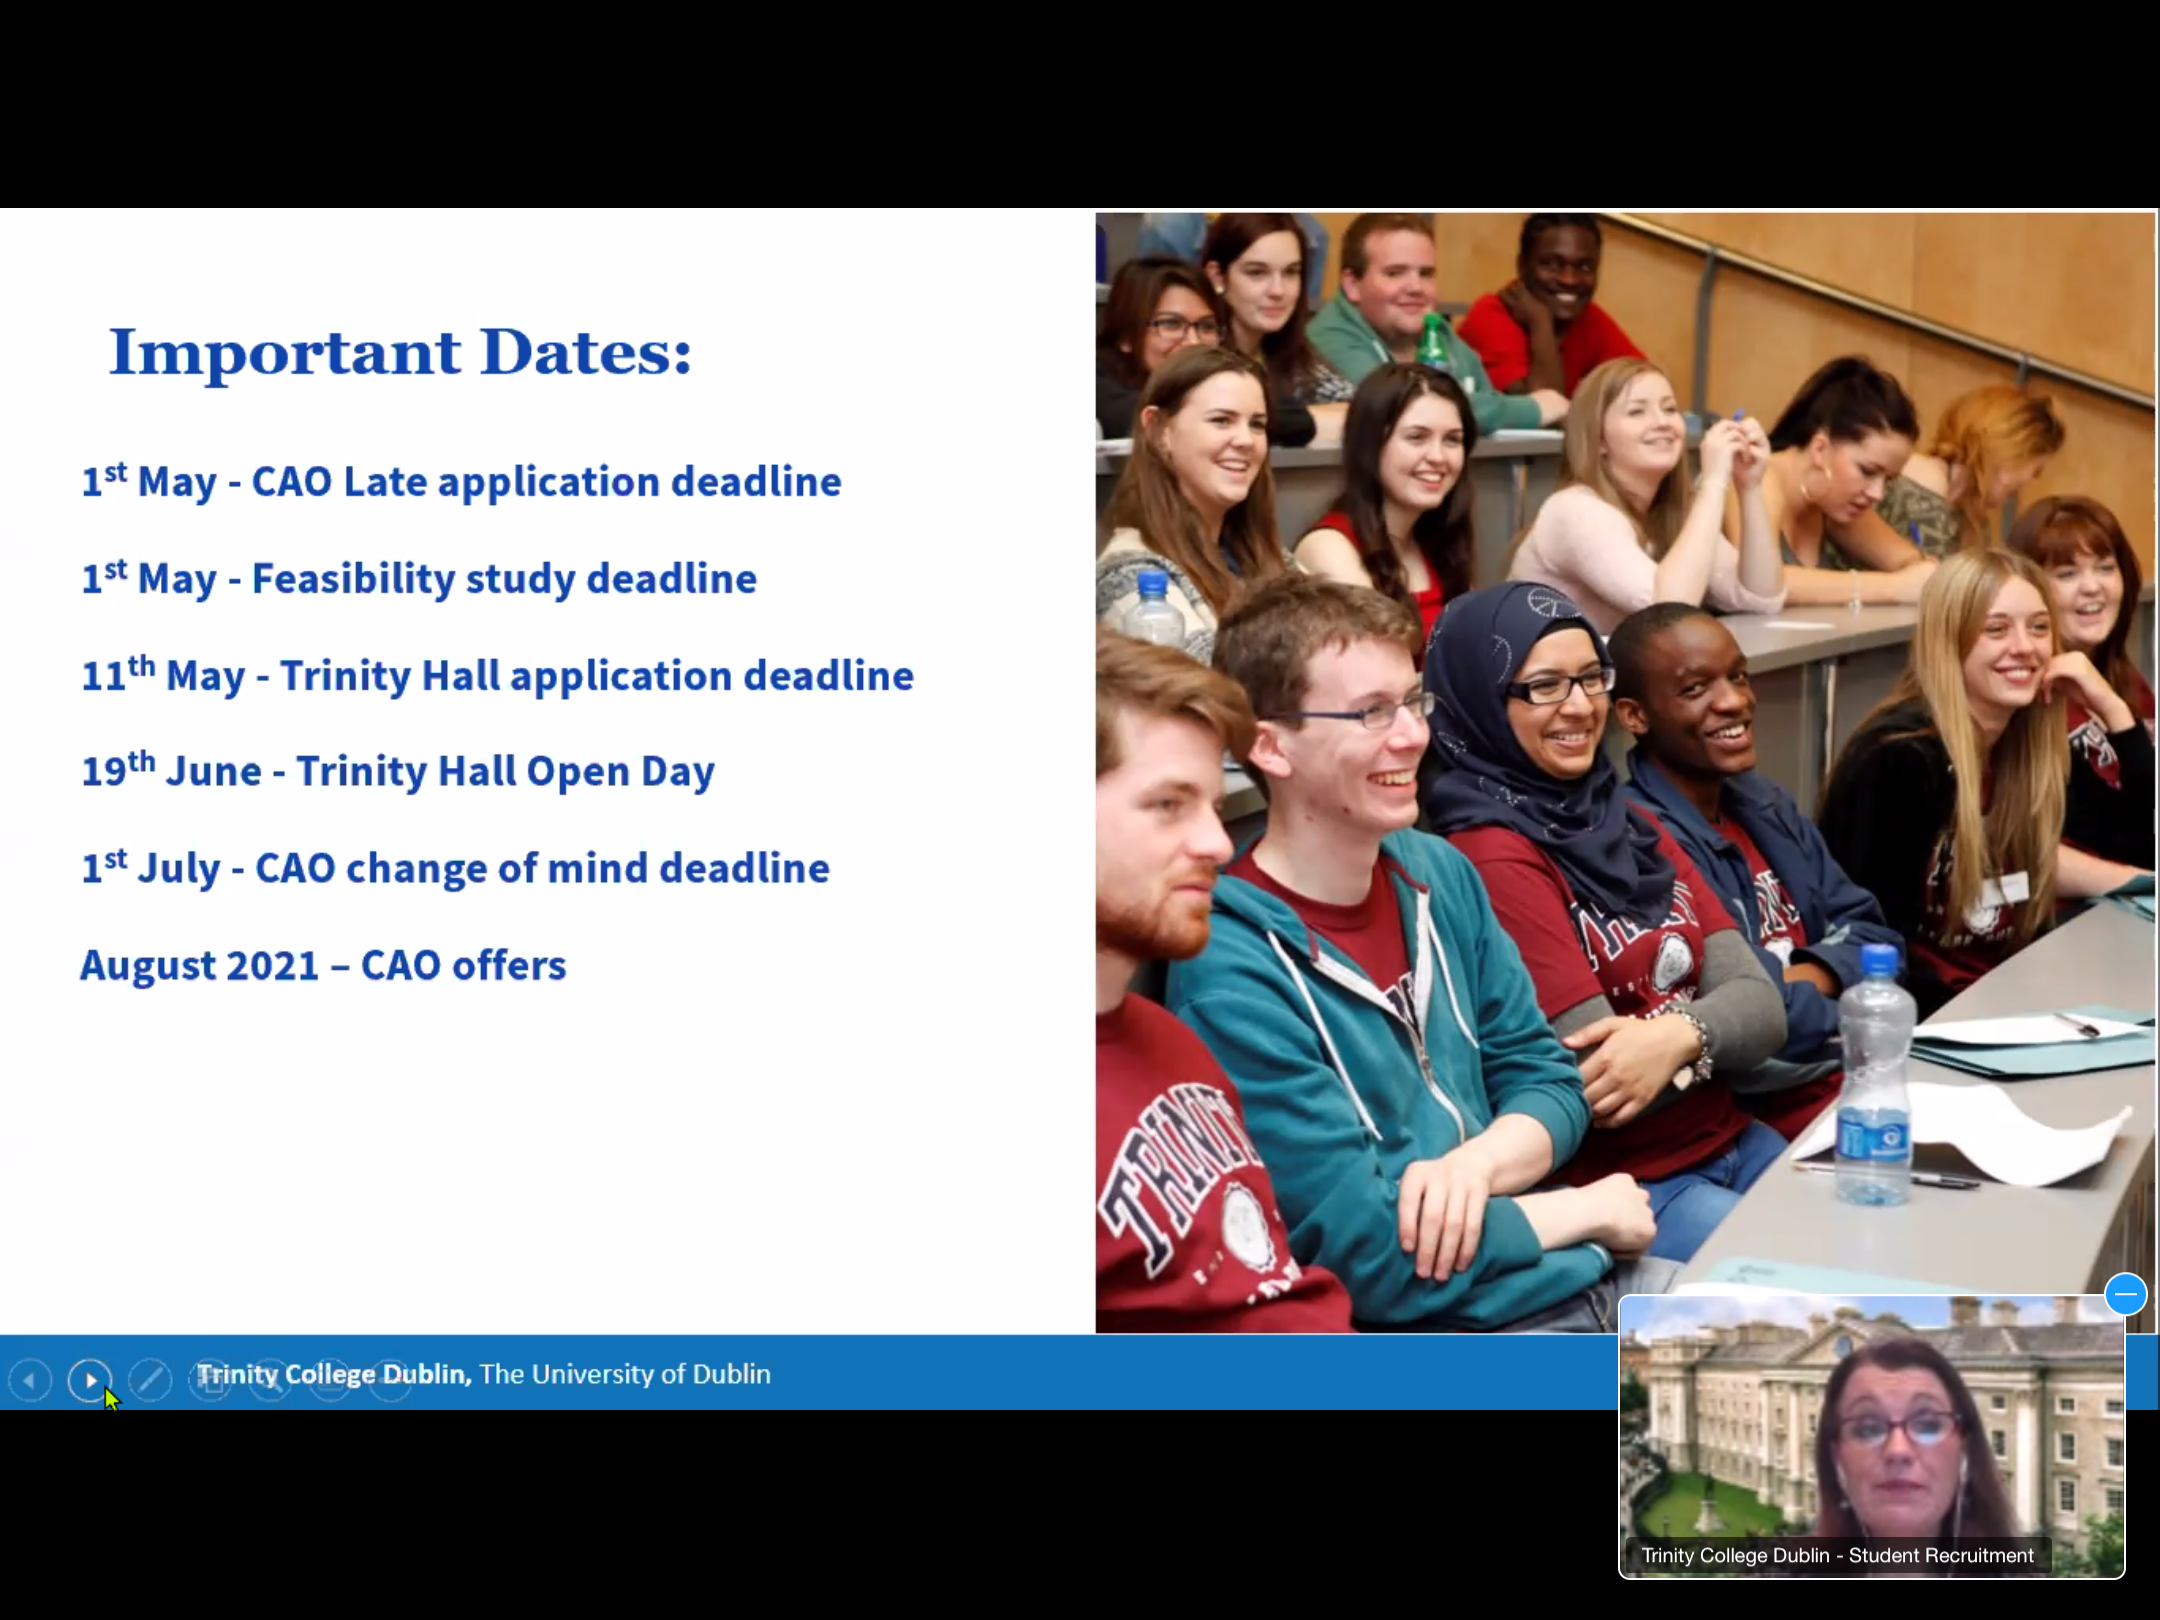 Important Dates:
1st May - CAO Late application deadline
1st May - Feasibility study deadline
11th May - Trinity Hall application deadline
19th June - Trinity Hall Open Day
1st July - CAO change of mind deadline
August 2021 – CAO offers
TRINITY
Trinity College Dublin, The University of Dublin
Trinity College Dublin - Student Recruitment